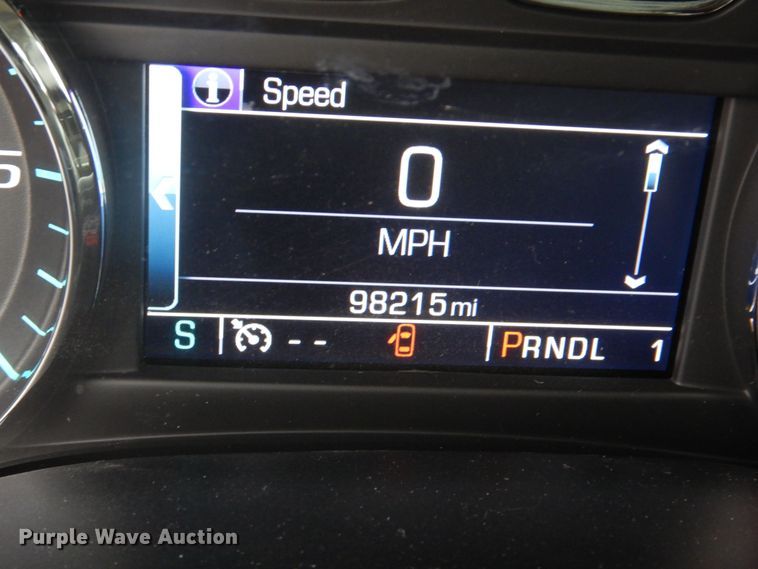 Speed
0
MPH
98215mi
S -- PRNDL 1
Purple Wave Auction®